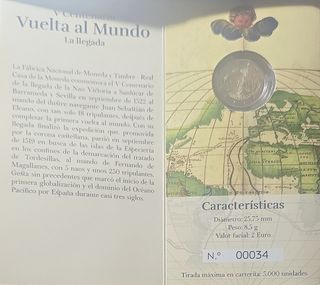 V Centenario
Vuelta al Mundo
La llegada
La Fábrica Nacional de Moneda y Timbre - Real
Casa de la Moneda conmemora el V Centenario
de la llegada de la Nao Victoria a Sanlúcar de
Barrameda y Sevilla en septiembre de 1522 al
mando del ilustre navegante Juan Sebastián de
Elcano, con tan solo 18 tripulantes, después de
completar la primera vuelta al mundo. Con su
llegada finalizó la expedición que, promovida
por la corona castellana, partió en septiembre
de 1519 en busca de las islas de la Especiería
en los confines de la demarcación del tratado
de Tordesillas, al mando de Fernando de
Magallanes, con 5 naos y unos 250 tripulantes.
Gesta sin precedentes que marcó el inicio de la
primera globalización y el dominio del Océano
Pacífico por España durante casi tres siglos.
Características
Diámetro: 25,75 mm
Peso: 8,5 g
Valor facial: 2 Euro
N.º 00034
Tirada máxima en carterita: 5.000 unidades